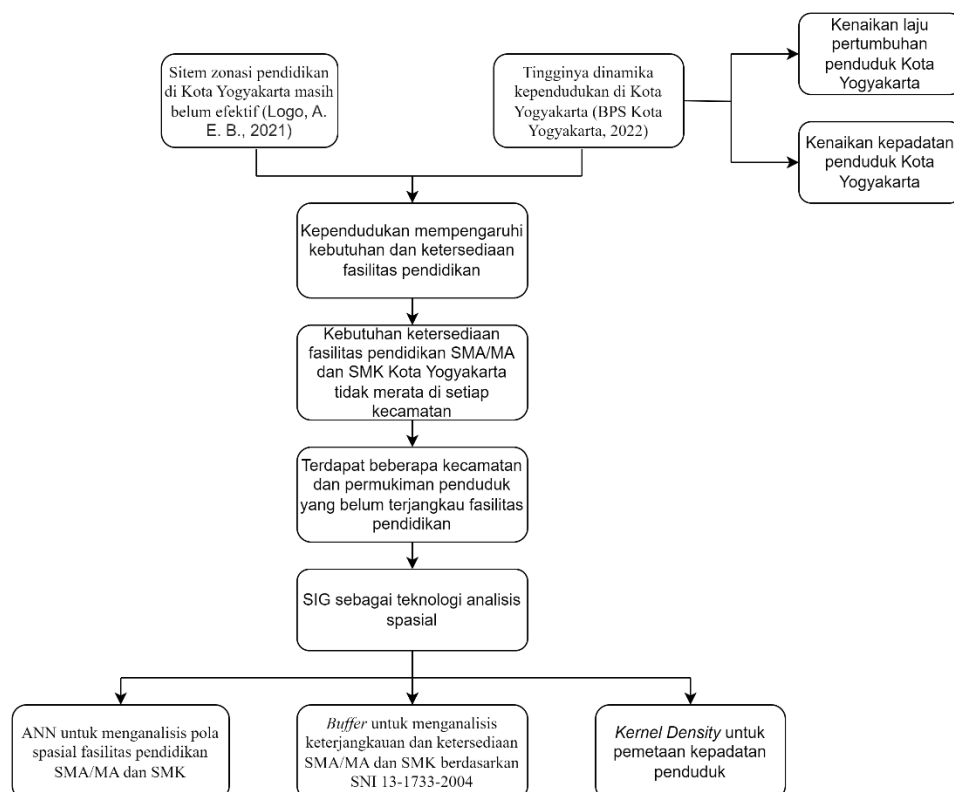 Sitem zonasi pendidikan
di Kota Yogyakarta masih
belum efektif (Logo, A.
E. B., 2021)
Tingginya dinamika
kependudukan di Kota
Yogyakarta (BPS Kota
Yogyakarta, 2022)
Kenaikan laju
pertumbuhan
penduduk Kota
Yogyakarta
Kenaikan kepadatan
penduduk Kota
Yogyakarta
Kependudukan mempengaruhi
kebutuhan dan ketersediaan
fasilitas pendidikan
Kebutuhan ketersediaan
fasilitas pendidikan SMA/MA
dan SMK Kota Yogyakarta
tidak merata di setiap
kecamatan
Terdapat beberapa kecamatan
dan permukiman penduduk
yang belum terjangkau fasilitas
pendidikan
SIG sebagai teknologi analisis
spasial
ANN untuk menganalisis pola
spasial fasilitas pendidikan
SMA/MA dan SMK
Buffer untuk menganalisis
keterjangkauan dan ketersediaan
SMA/MA dan SMK berdasarkan
SNI 13-1733-2004
Kernel Density untuk
pemetaan kepadatan
penduduk